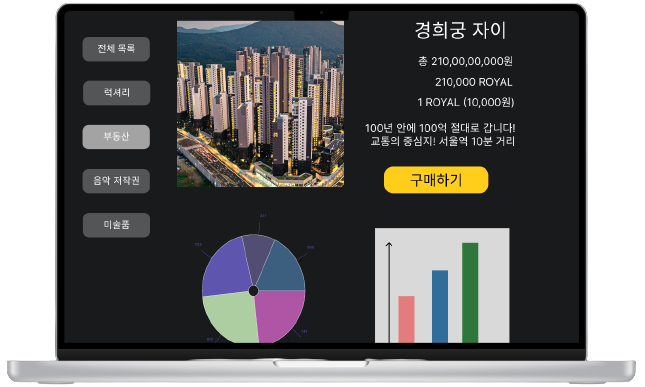 전체 목록
럭셔리
부동산
음악 저작권
미술품
경희궁 자이
총 210,00,00,000원
210,000 ROYAL
1 ROYAL (10,000원)
100년 안에 100억 절대로 갑니다!
교통의 중심지! 서울역 10분 거리
구매하기